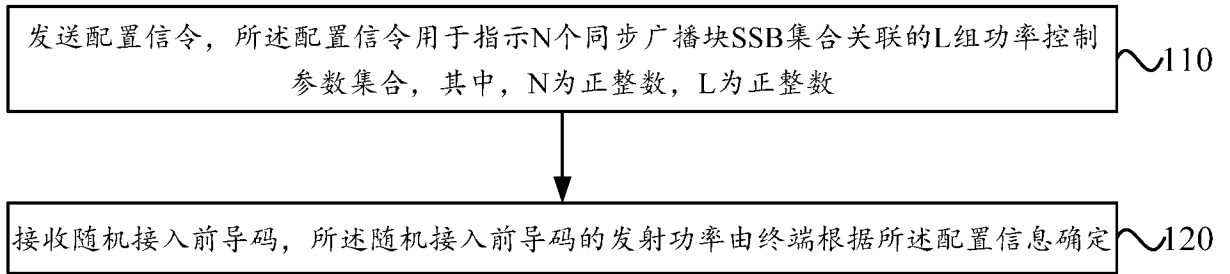 发送配置信令，所述配置信令用于指示N个同步广播块SSB集合关联的L组功率控制
参数集合，其中，N为正整数，L为正整数
110
接收随机接入前导码，所述随机接入前导码的发射功率由终端根据所述配置信息确定
120